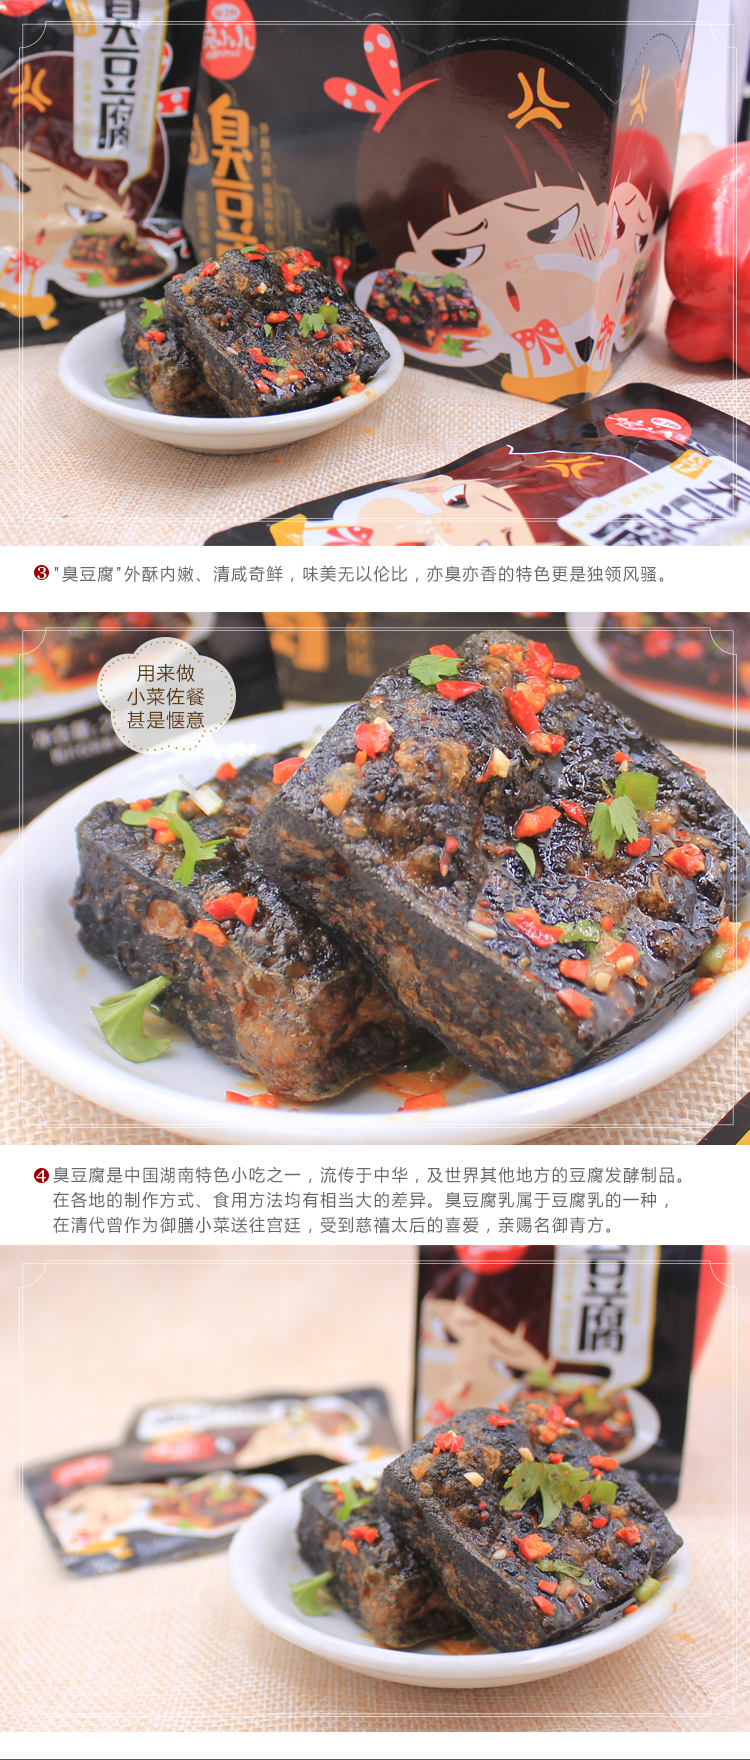 臭豆腐
臭豆
❸"臭豆腐"外酥内嫩、清咸奇鲜，味美无以伦比，亦臭亦香的特色更是独领风骚。
用来做
小菜佐餐
甚是惬意
净含量:
❹臭豆腐是中国湖南特色小吃之一，流传于中华，及世界其他地方的豆腐发酵制品。
在各地的制作方式、食用方法均有相当大的差异。臭豆腐乳属于豆腐乳的一种，
在清代曾作为御膳小菜送往宫廷，受到慈禧太后的喜爱，亲赐名御青方。
豆腐